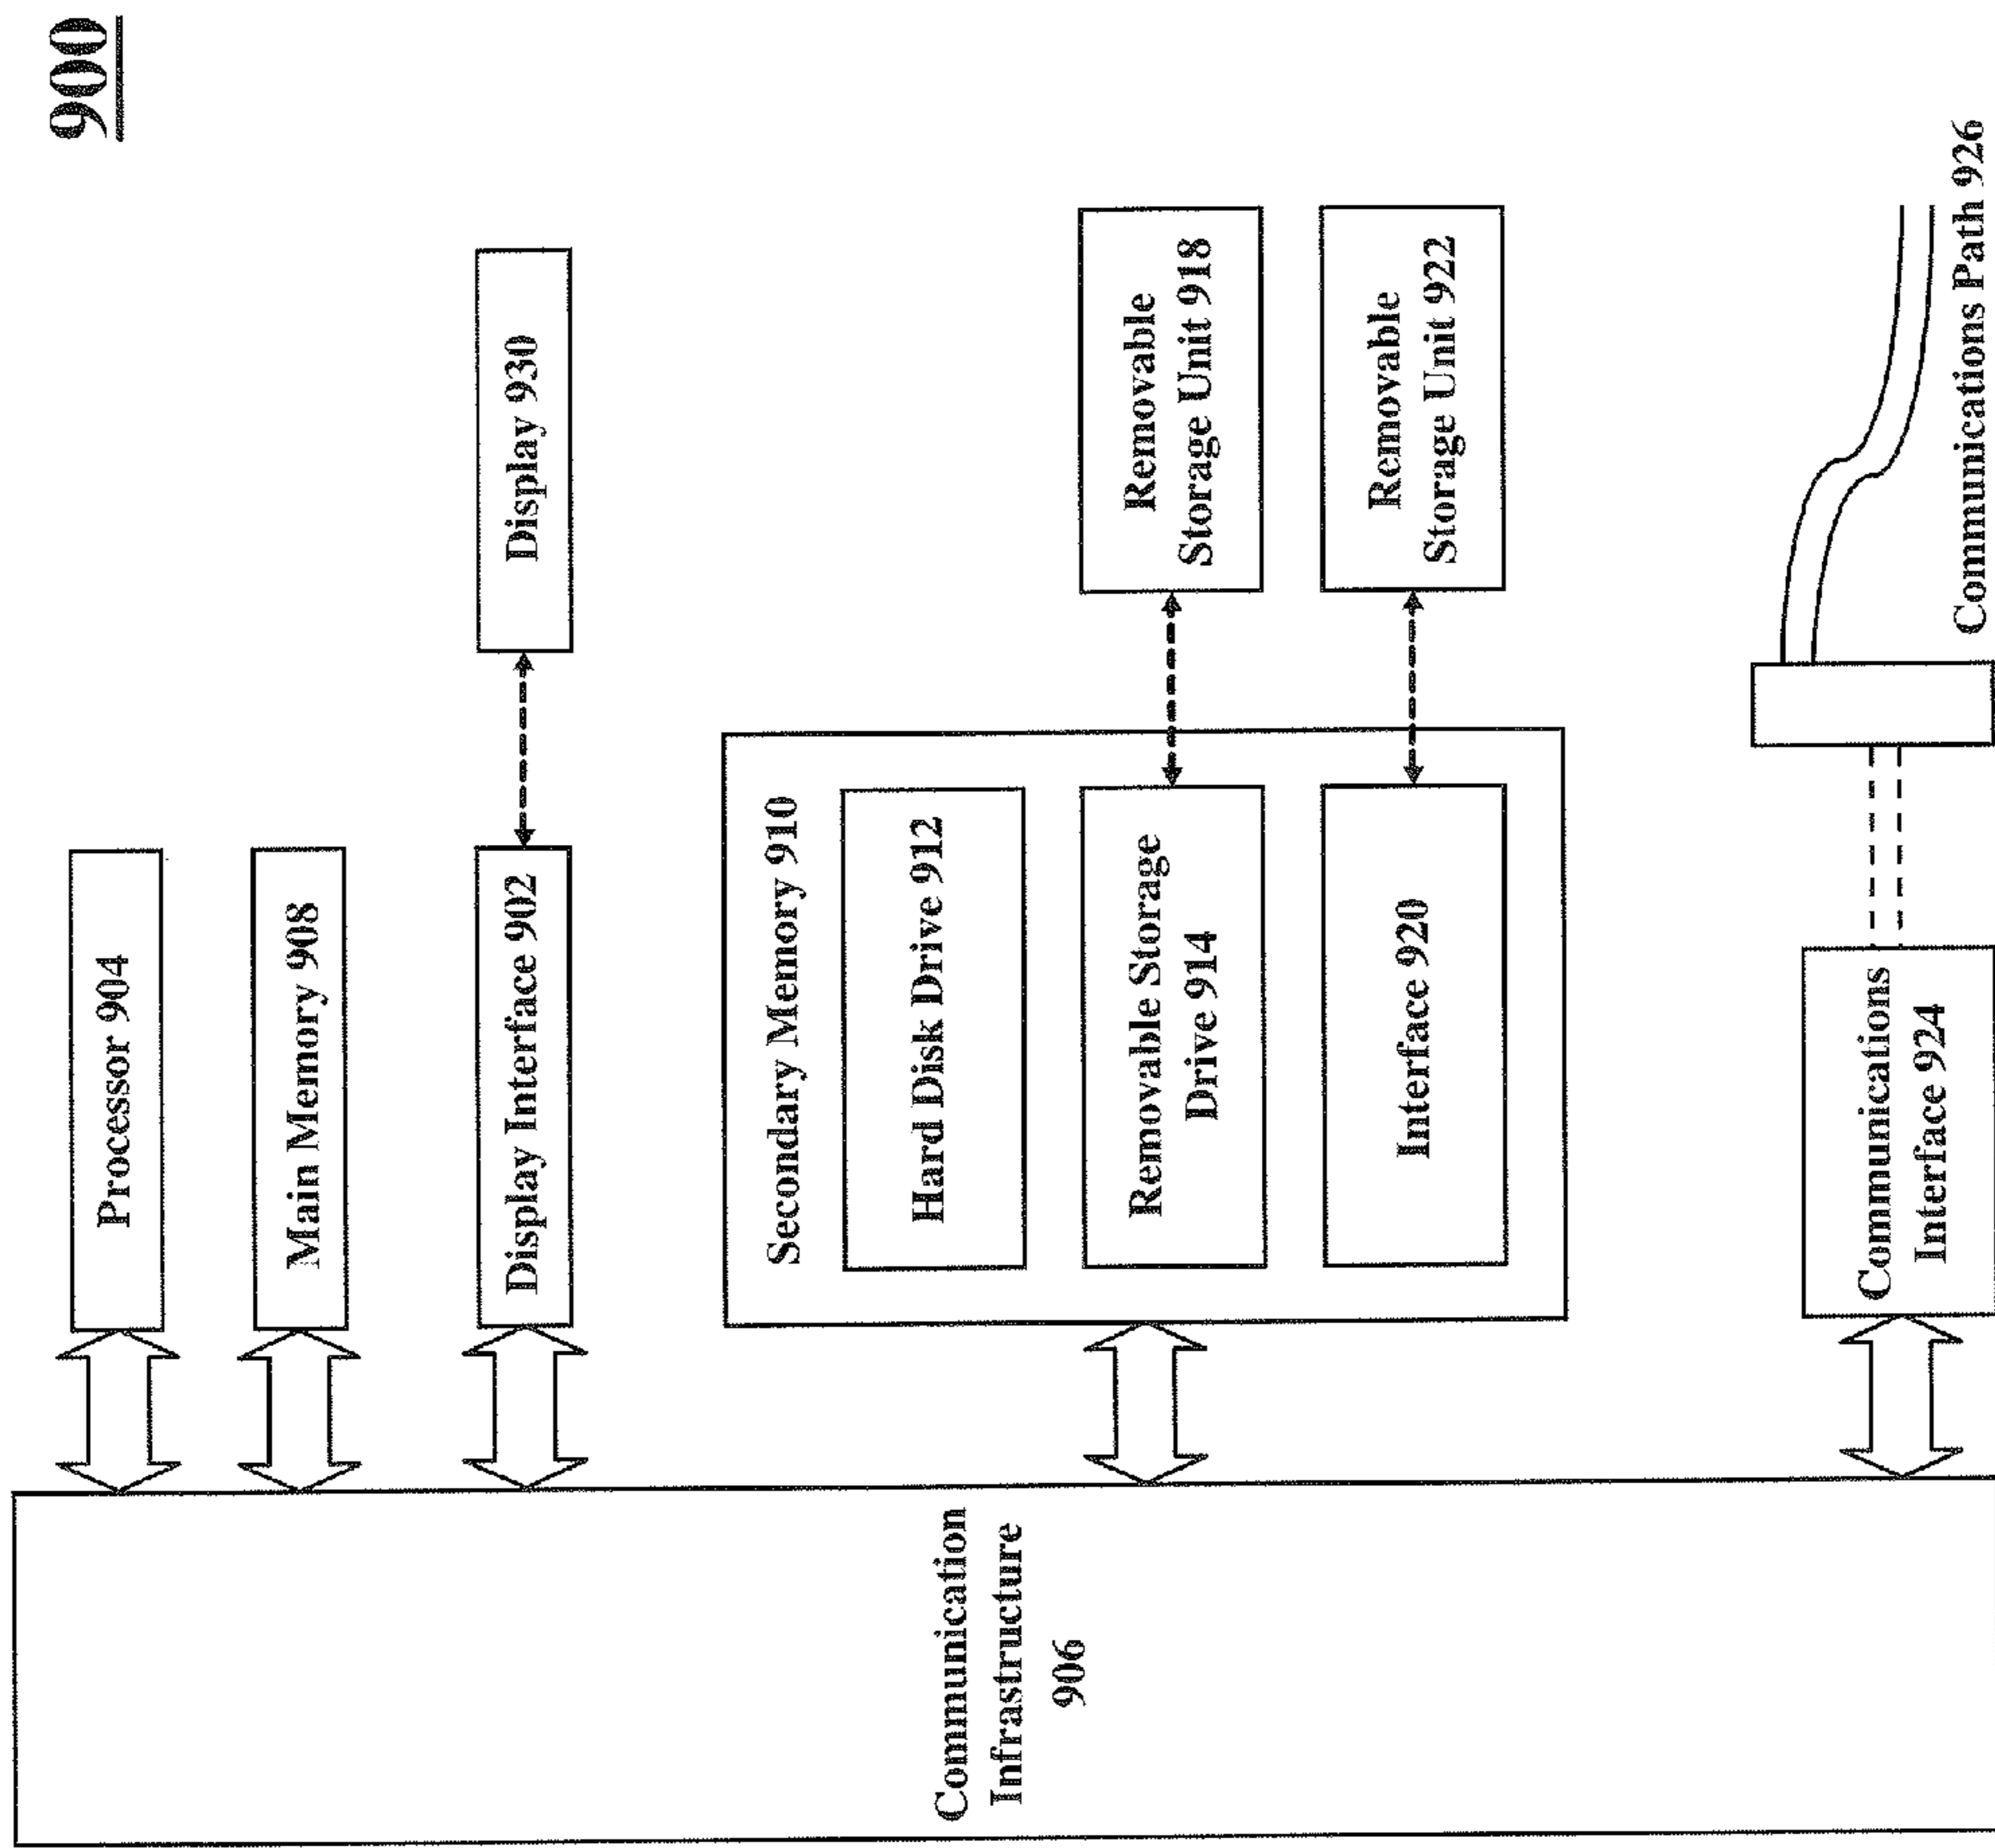 900
Processor 904
Main Memory 908
Display Interface 902
Display 930
Secondary Memory 910
Hard Disk Drive 912
Removable Storage
Drive 914
Removable
Storage Unit 918
Interface 920
Removable
Storage Unit 922
Communication
Infrastructure
906
Communications
Interface 924
Communications Path 926